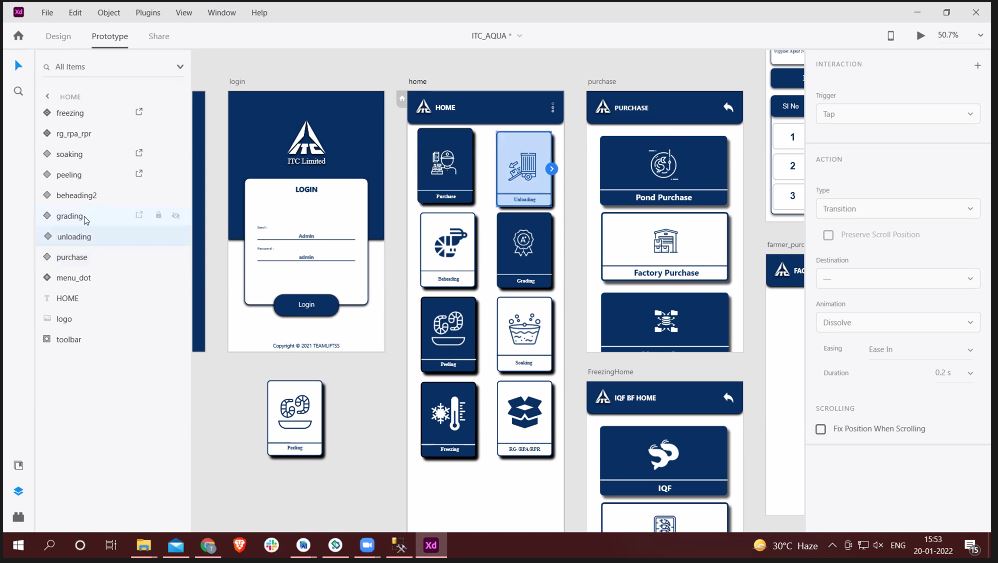 Xd File Edit Object Plugins View Window Help
Design Prototype Share
ITC_AQUA *
50.7%
All Items
HOME
freezing
rg_rpa_rpr
soaking
peeling
beheading2
grading
unloading
purchase
menu_dot
T HOME
logo
toolbar
login
ITC Limited
LOGIN
Admin
admin
Login
Copyright © 2021 TEAMLIFTSS
Peeling
home
HOME
Purchase
Unloading
Beheading
Grading
Peeling
Soaking
Freezing
RG/RPA/RPR
purchase
PURCHASE
Pond Purchase
Factory Purchase
FreezingHome
IQF BF HOME
IQF
Sl No
1
2
3
farmer_purc
INTERACTION
Trigger
Tap
ACTION
Type
Transition
Preserve Scroll Position
Destination
—
Animation
Dissolve
Easing Ease In
Duration 0.2 s
SCROLLING
Fix Position When Scrolling
Xd
30°C Haze
ENG
15:53
20-01-2022
15